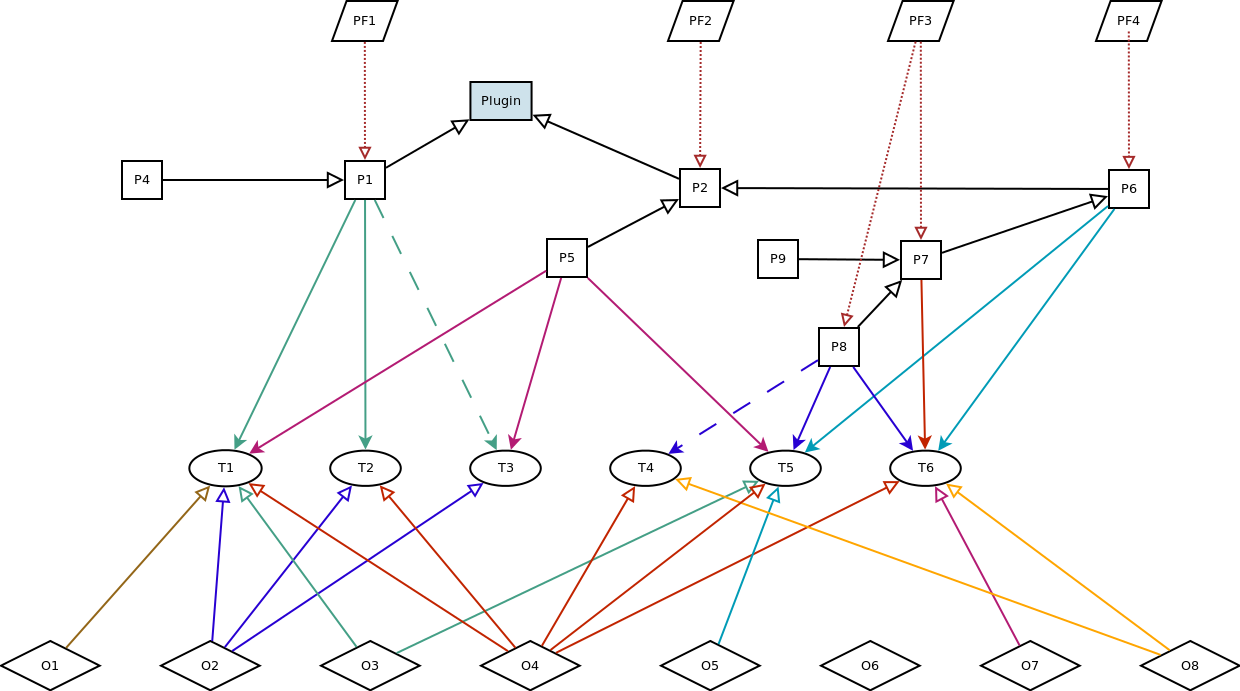 PF1 PF2 PF3 PF4
Plugin
P4 P1 P2 P6
P5 P9 P7
P8
T1 T2 T3 T4 T5 T6
O1 O2 O3 O4 O5 O6 O7 O8